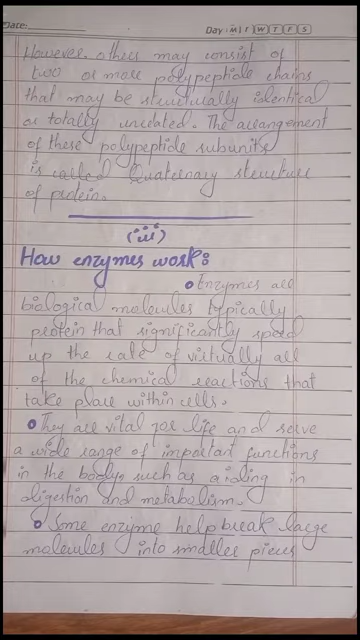 Date:
Day: M T W T F S
However, others may consist of
two or more polypeptide chains
that may be structurally identical
or totally unrelated. The arrangement
of these polypeptide subunits
is called Quaternary structure
of protein.
(iii)
How enzymes work:
Enzymes are
biological molecules typically
protein that significantly speed
up the rate of virtually all
of the chemical reactions that
take place within cells.
They are vital for life and serve
a wide range of important functions
in the body, such as aiding in
digestion and metabolism.
Some enzyme help break large
molecules into smaller pieces